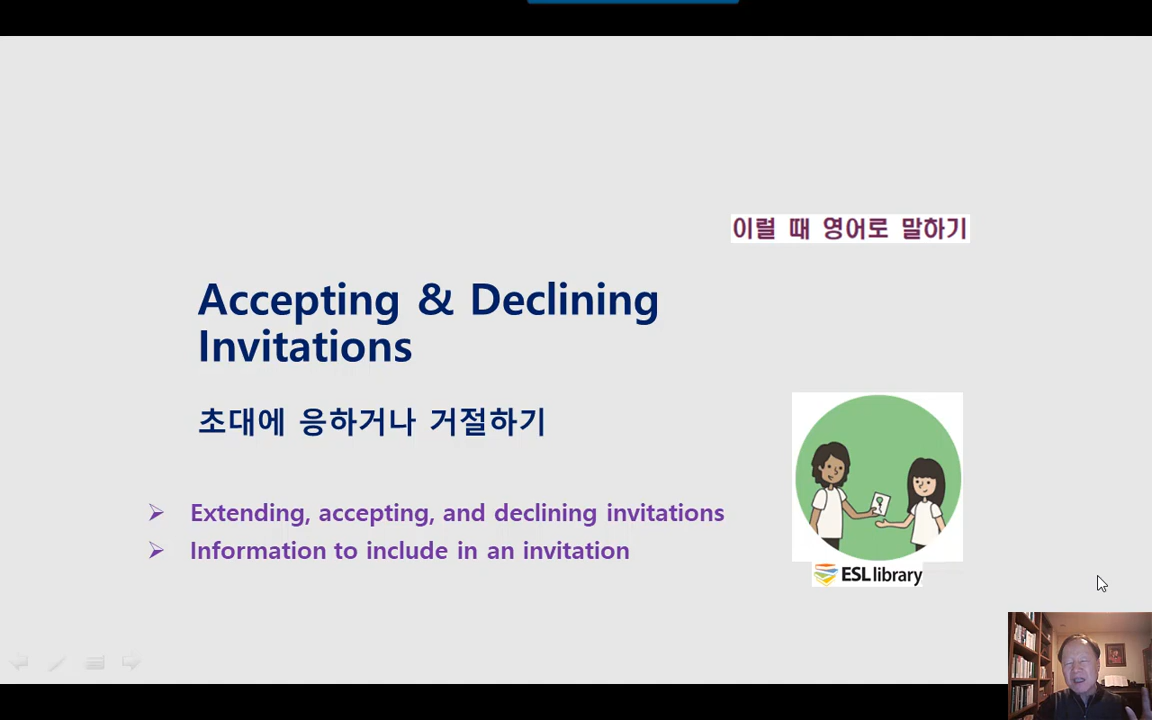 이럴 때 영어로 말하기
Accepting & Declining
Invitations
초대에 응하거나 거절하기
Extending, accepting, and declining invitations
Information to include in an invitation
ESL library